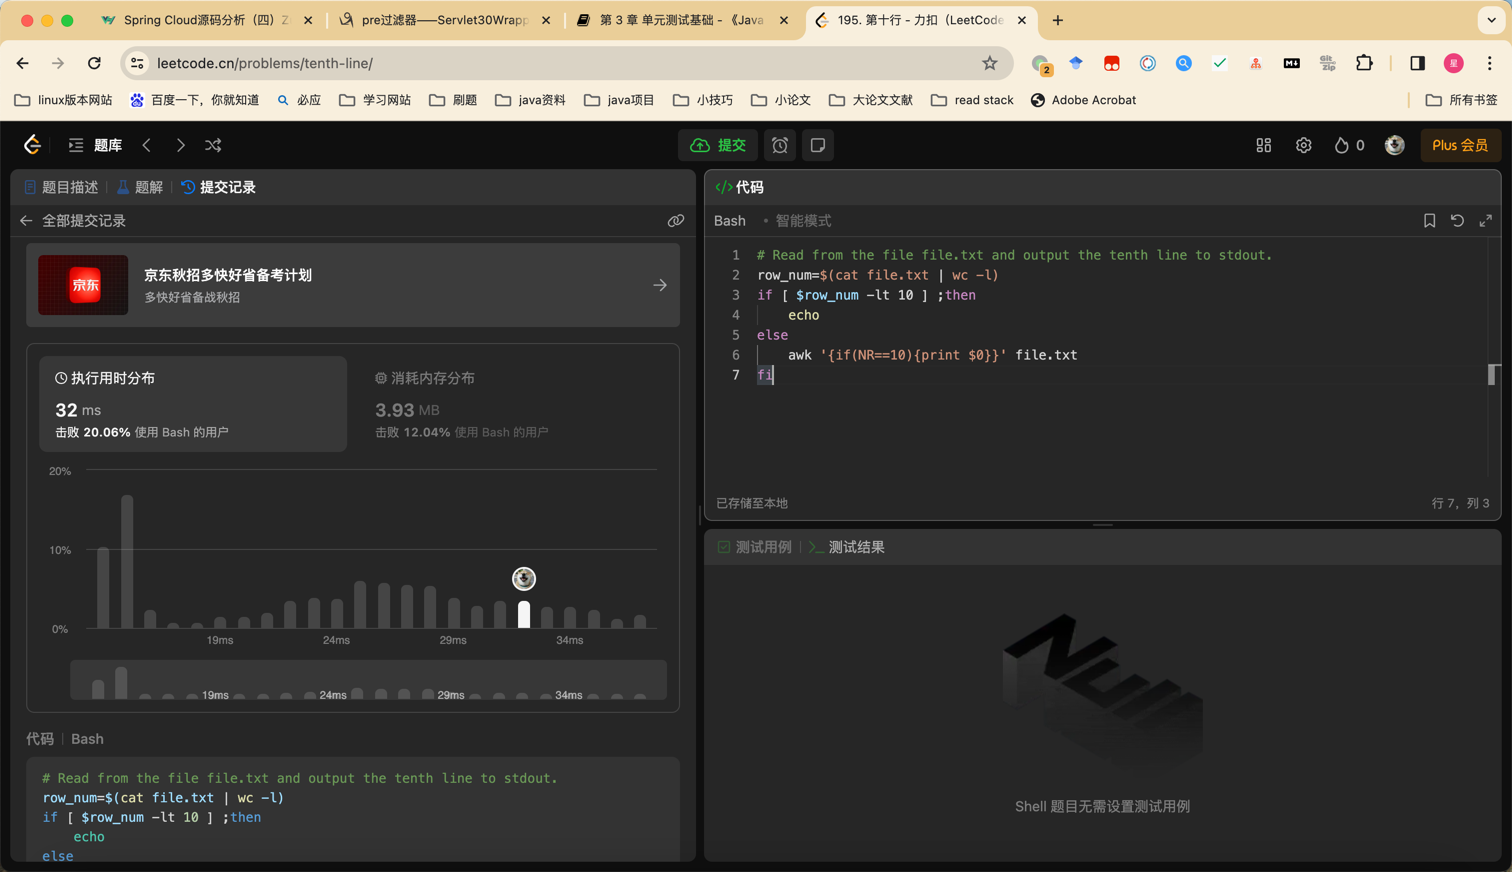 Spring Cloud源码分析（四）Z
pre过滤器——Servlet30Wrapp
第 3 章 单元测试基础 - 《Java
195. 第十行 - 力扣（LeetCode
leetcode.cn/problems/tenth-line/
2
Git Zip
星
linux版本网站
百度一下，你就知道
必应
学习网站
刷题
java资料
java项目
小技巧
小论文
大论文文献
read stack
Adobe Acrobat
所有书签
题库
提交
0
Plus 会员
题目描述
题解
提交记录
全部提交记录
京东
京东秋招多快好省备考计划
多快好省备战秋招
执行用时分布
32 ms
击败 20.06% 使用 Bash 的用户
消耗内存分布
3.93 MB
击败 12.04% 使用 Bash 的用户
20%
10%
0%
19ms
24ms
29ms
34ms
19ms
24ms
29ms
34ms
代码
Bash
# Read from the file file.txt and output the tenth line to stdout.
row_num=$(cat file.txt | wc -l)
if [ $row_num -lt 10 ] ;then
echo
else
</> 代码
Bash • 智能模式
1 # Read from the file file.txt and output the tenth line to stdout.
2 row_num=$(cat file.txt | wc -l)
3 if [ $row_num -lt 10 ] ;then
4 echo
5 else
6 awk '{if(NR==10){print $0}}' file.txt
7 fi
已存储至本地
行 7，列 3
测试用例
测试结果
Null
Shell 题目无需设置测试用例